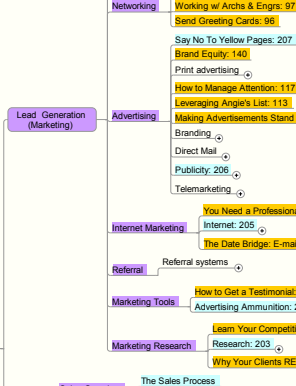 Networking
Working w/ Archs & Engrs: 97
Send Greeting Cards: 96
Say No To Yellow Pages: 207
Brand Equity: 140
Print advertising
How to Manage Attention: 117
Leveraging Angie's List: 113
Advertising
Making Advertisements Stand
Branding
Direct Mail
Publicity: 206
Telemarketing
Lead Generation
(Marketing)
You Need a Professiona
Internet Marketing
Internet: 205
The Date Bridge: E-mai
Referral
Referral systems
How to Get a Testimonial:
Marketing Tools
Advertising Ammunition: 2
Learn Your Competiti
Marketing Research
Research: 203
Why Your Clients RE
The Sales Process